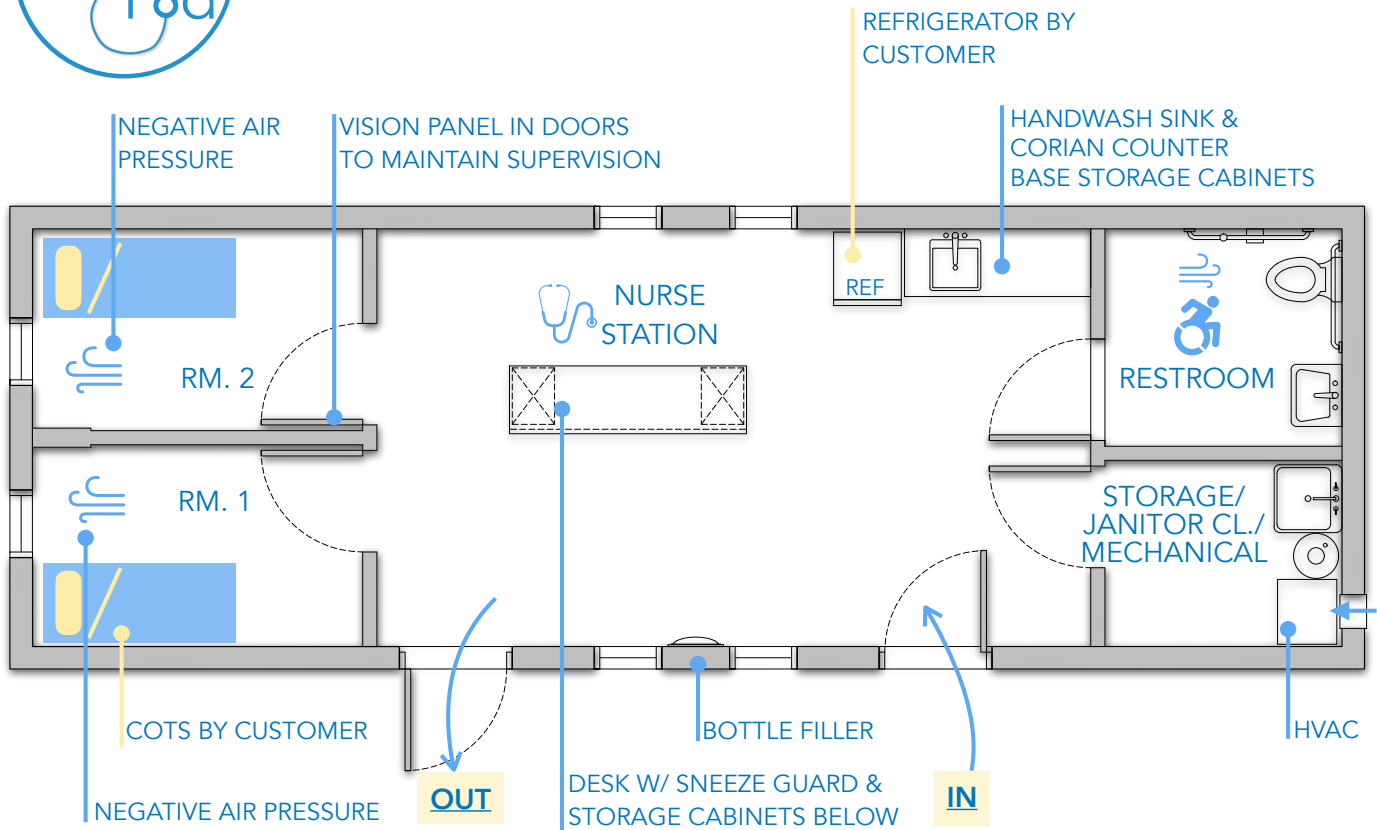 REFRIGERATOR BY
CUSTOMER
NEGATIVE AIR
PRESSURE
VISION PANEL IN DOORS
TO MAINTAIN SUPERVISION
HANDWASH SINK &
CORIAN COUNTER
BASE STORAGE CABINETS
REF
NURSE
STATION
RM. 2
RESTROOM
RM. 1
STORAGE/
JANITOR CL./
MECHANICAL
COTS BY CUSTOMER
BOTTLE FILLER
HVAC
NEGATIVE AIR PRESSURE
OUT
DESK W/ SNEEZE GUARD &
STORAGE CABINETS BELOW
IN